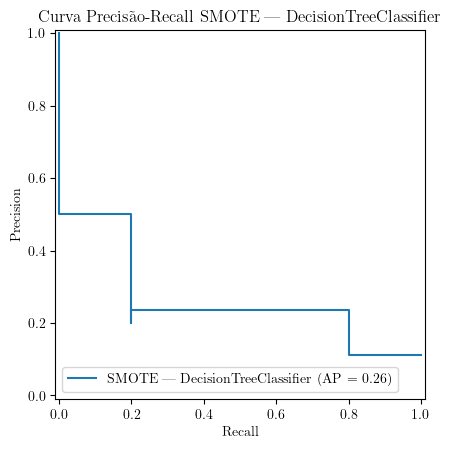 Curva Precisão-Recall SMOTE — DecisionTreeClassifier
1.0
0.8
0.6
0.4
0.2
0.0
Precision
SMOTE — DecisionTreeClassifier (AP = 0.26)
0.0 0.2 0.4 0.6 0.8 1.0
Recall